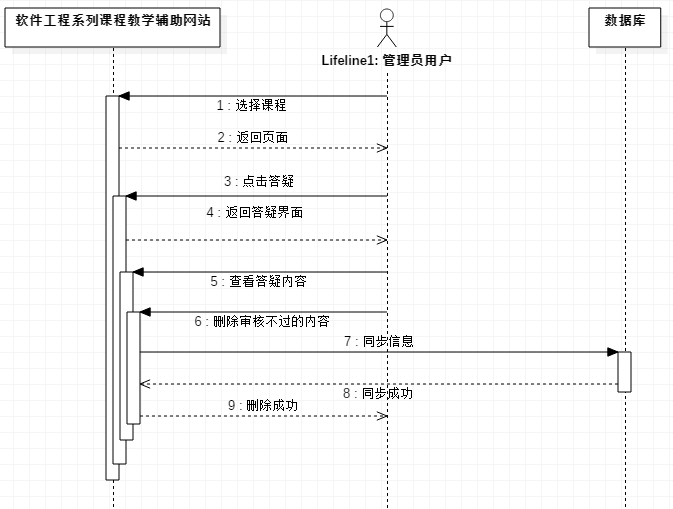 软件工程系列课程教学辅助网站
数据库
Lifeline1: 管理员用户
1 : 选择课程
2 : 返回页面
3 : 点击答疑
4 : 返回答疑界面
5 : 查看答疑内容
6 : 删除审核不过的内容
7 : 同步信息
8 : 同步成功
9 : 删除成功